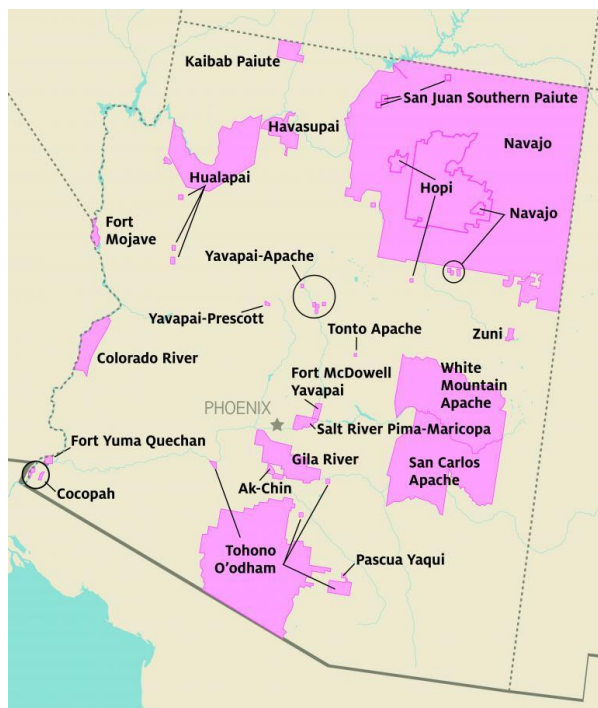 Kaibab Paiute
San Juan Southern Paiute
Havasupai
Navajo
Hualapai
Hopi
Navajo
Fort
Mojave
Yavapai-Apache
Yavapai-Prescott
Tonto Apache
Zuni
Colorado River
Fort McDowell
Yavapai
White
Mountain
Apache
PHOENIX
Salt River Pima-Maricopa
Fort Yuma Quechan
Gila River
San Carlos
Apache
Ak-Chin
Cocopah
Tohono
O'odham
Pascua Yaqui